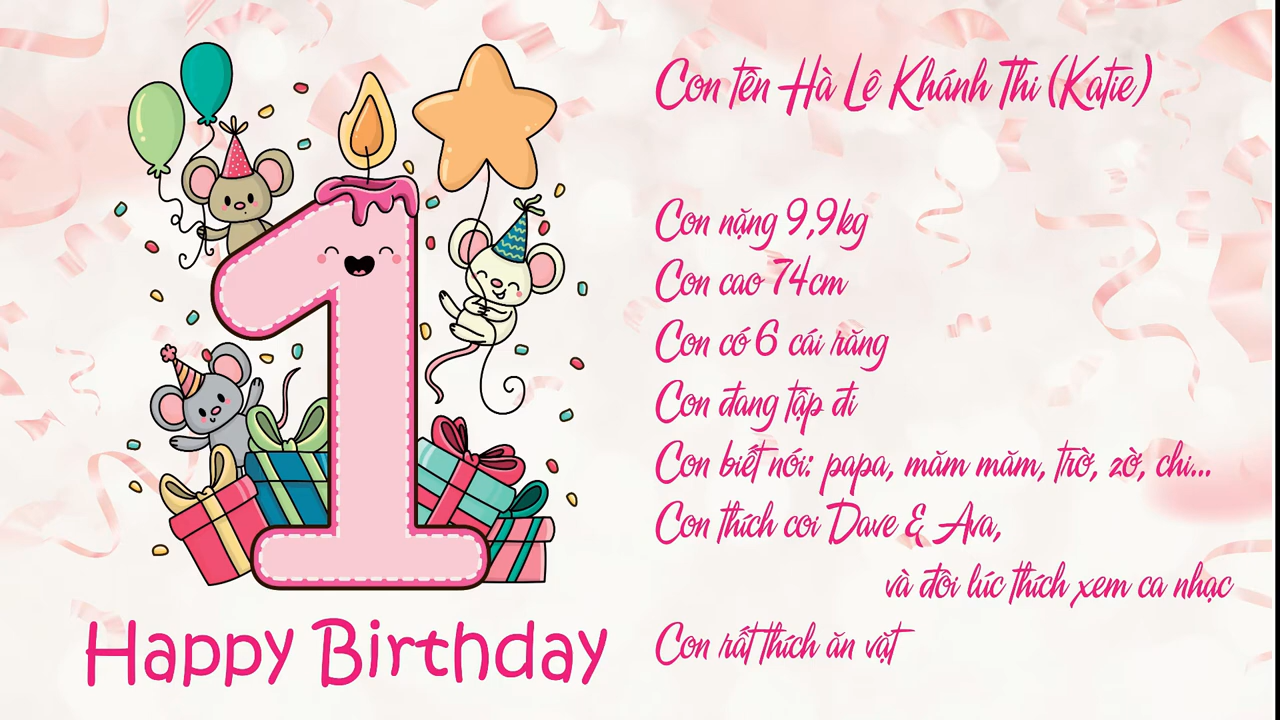 Con tên Hà Lê Khánh Thi (Katie)
Con nặng 9,9kg
Con cao 74cm
Con có 6 cái răng
Con đang tập đi
Con biết nói: papa, măm măm, trờ, zờ, chi...
Con thích coi Dave & Ava,
và đôi lúc thích xem ca nhạc
Con rất thích ăn vặt
Happy Birthday